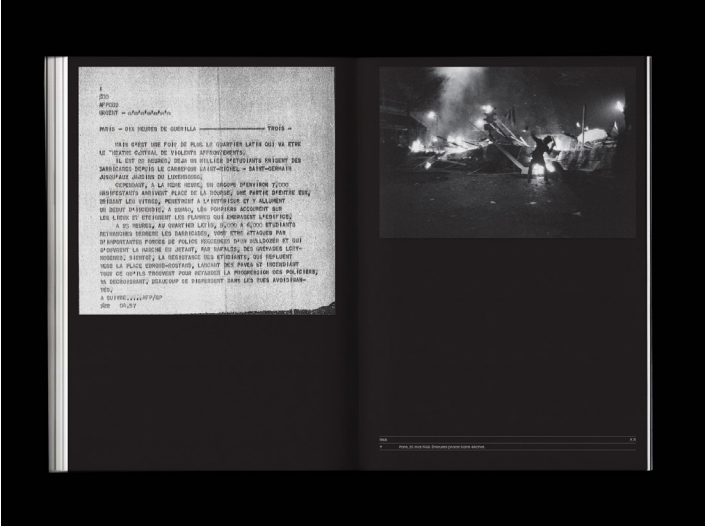 AFP
URGENT
PARIS - DIX HEURES DE GUERILLA TROIS -
MAIS C'EST UNE FOIS DE PLUS LE QUARTIER LATIN QUI VA ETRE
LE THEATRE CENTRAL DE VIOLENTS AFFRONTEMENTS.
IL EST 20 HEURES, DEJA UN MILLIER D'ETUDIANTS ERIGENT DES
BARRICADES DEPUIS LE CARREFOUR SAINT-MICHEL - SAINT-GERMAIN
JUSQU'AUX JARDINS DU LUXEMBOURG.
CEPENDANT, A LA MEME HEURE, UN GROUPE D'ENVIRON 7,000
MANIFESTANTS ARRIVENT PLACE DE LA BOURSE, UNE PARTIE D'ENTRE EUX,
BRISANT LES VITRES, PENETRENT A L'INTERIEUR ET Y ALLUMENT
UN DEBUT D'INCENDIE, A LES POMPIERS ACCOURENT SUR
LES LIEUX ET ETEIGNENT LES FLAMMES QUI EMBRASENT L'EDIFICE.
A 23 HEURES, AU QUARTIER LATIN, 5,000 A 6,000 ETUDIANTS
RETRANCHES DERRIERE LES BARRICADES, VONT ETRE ATTAQUES PAR
D'IMPORTANTES FORCES DE POLICE PRECEDEES D'UN BULLDOZER ET QUI
S'OUVRENT LA MARCHE EN JETANT, PAR RAFALES, DES GRENADES LACRY-
MOGENES. BIENTOT, LA RESISTANCE DES ETUDIANTS, QUI REFLUENT
VERS LA PLACE EDMOND-ROSTAND, LANCANT DES PAVES ET INCENDIANT
TOUT CE QU'ILS TROUVENT POUR RETARDER LA PROGRESSION DES POLICIERS,
VA DECROISSANT, BEAUCOUP SE DISPERSENT DANS LES RUES AVOISINAN-
TES.
A SUIVRE.....AFP/